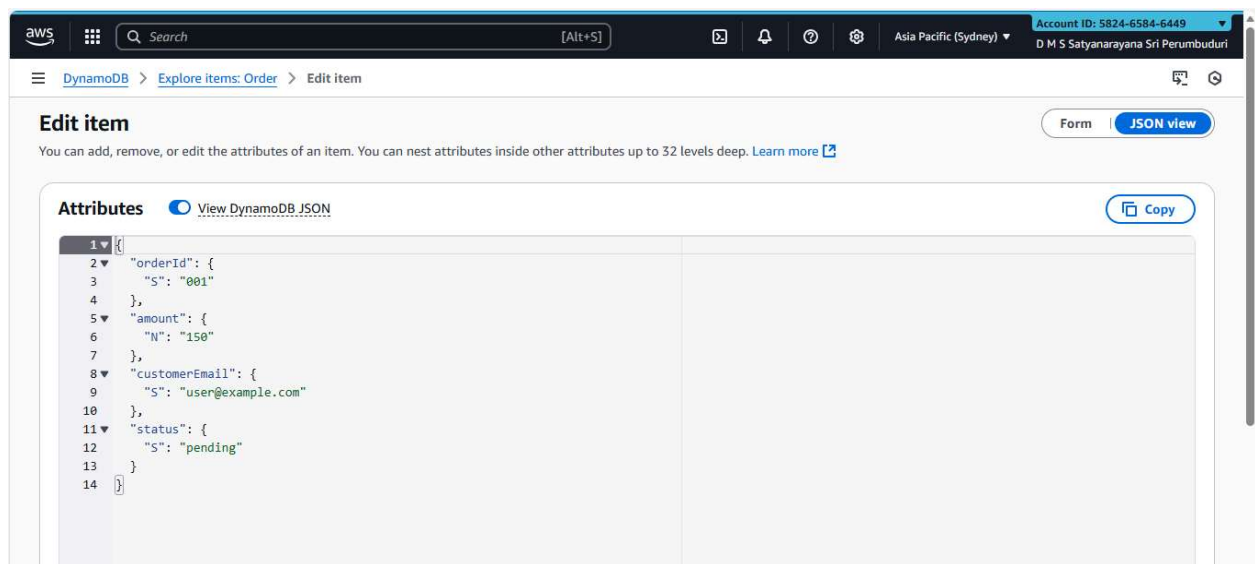 aws
Search
[Alt+S]
Asia Pacific (Sydney)
Account ID: 5824-6584-6449
D M S Satyanarayana Sri Perumbuduri
DynamoDB > Explore items: Order > Edit item
Edit item
Form
JSON view
You can add, remove, or edit the attributes of an item. You can nest attributes inside other attributes up to 32 levels deep. Learn more
Attributes
View DynamoDB JSON
Copy
1 {
2 "orderId": {
3 "S": "001"
4 },
5 "amount": {
6 "N": "150"
7 },
8 "customerEmail": {
9 "S": "user@example.com"
10 },
11 "status": {
12 "S": "pending"
13 }
14 }